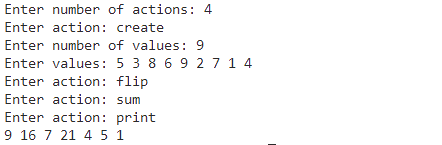 Enter number of actions: 4
Enter action: create
Enter number of values: 9
Enter values: 5 3 8 6 9 2 7 1 4
Enter action: flip
Enter action: sum
Enter action: print
9 16 7 21 4 5 1